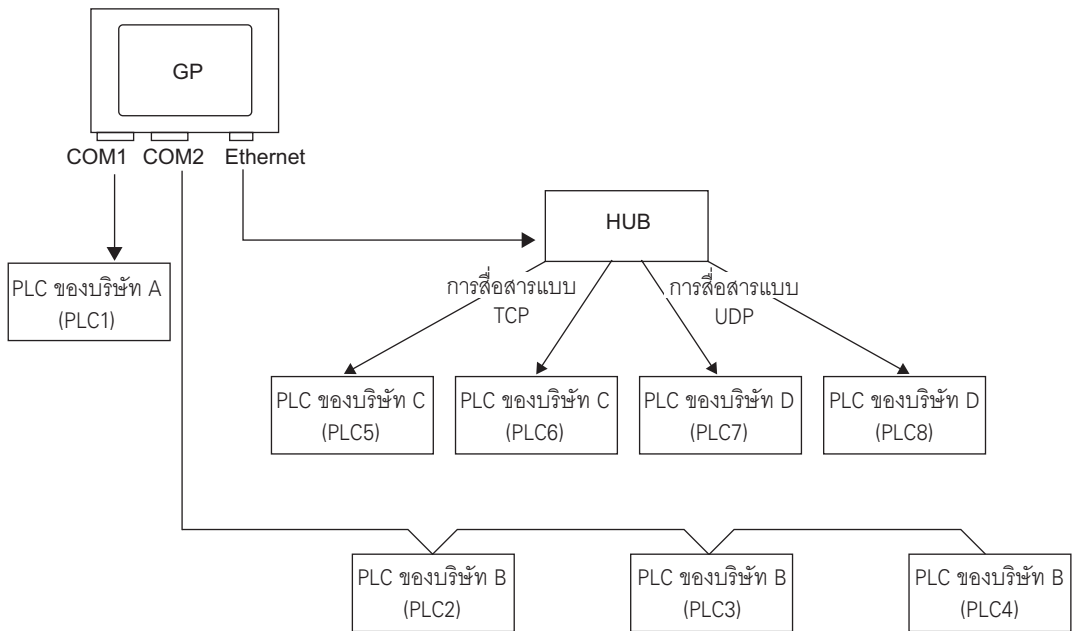 GP
COM1 COM2 Ethernet
HUB
PLC ของบริษัท A
(PLC1)
การสื่อสารแบบ
TCP
การสื่อสารแบบ
UDP
PLC ของบริษัท C
(PLC5)
PLC ของบริษัท C
(PLC6)
PLC ของบริษัท D
(PLC7)
PLC ของบริษัท D
(PLC8)
PLC ของบริษัท B
(PLC2)
PLC ของบริษัท B
(PLC3)
PLC ของบริษัท B
(PLC4)